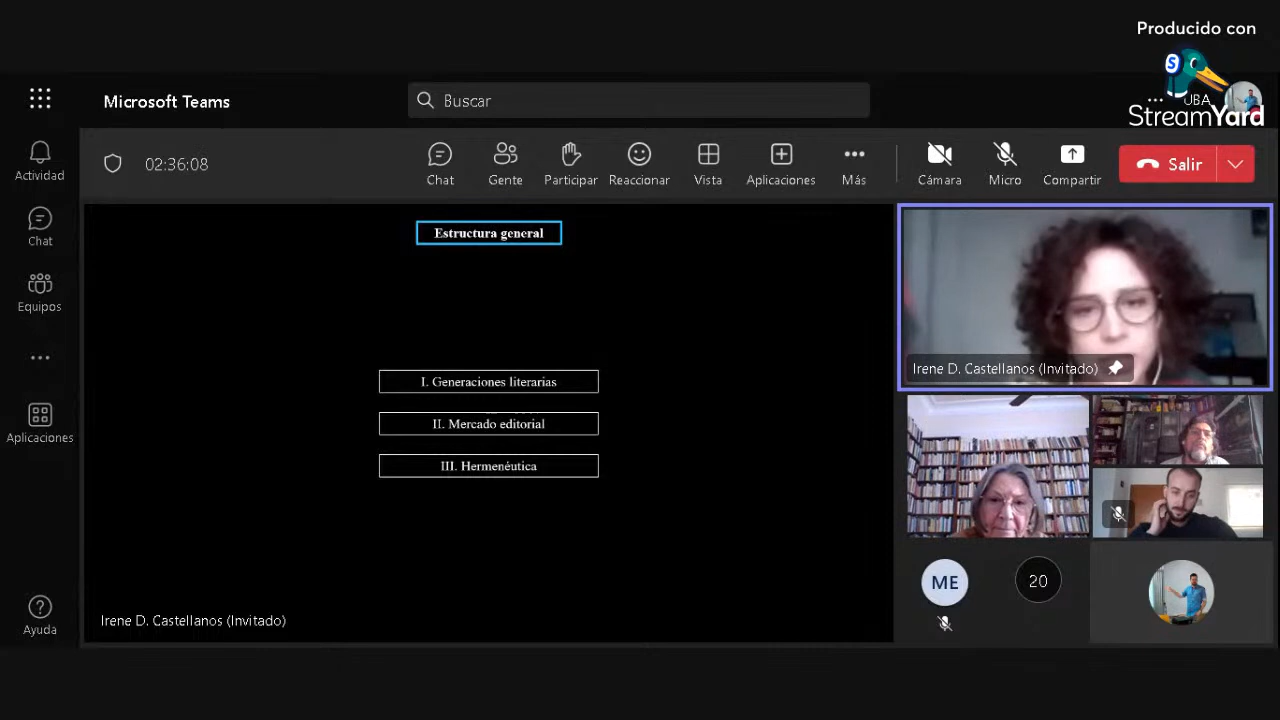 Producido con
StreamYard
UBA
Microsoft Teams
Buscar
Actividad
Chat
Equipos
Aplicaciones
Ayuda
02:36:08
Chat
Gente
Participar
Reaccionar
Vista
Aplicaciones
Más
Cámara
Micro
Compartir
Salir
Estructura general
I. Generaciones literarias
II. Mercado editorial
III. Hermenéutica
Irene D. Castellanos (Invitado)
Irene D. Castellanos (Invitado)
ME
20